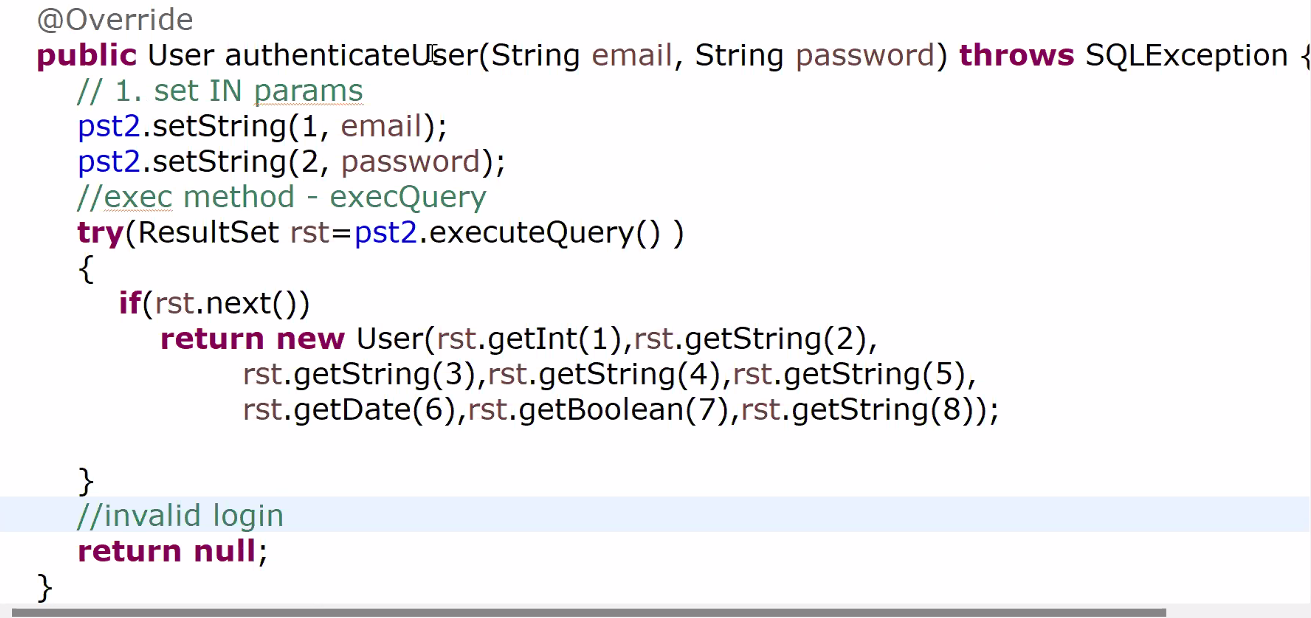 @Override
public User authenticateUser(String email, String password) throws SQLException {
// 1. set IN params
pst2.setString(1, email);
pst2.setString(2, password);
//exec method - execQuery
try(ResultSet rst=pst2.executeQuery() )
{
if(rst.next())
return new User(rst.getInt(1),rst.getString(2),
rst.getString(3),rst.getString(4),rst.getString(5),
rst.getDate(6),rst.getBoolean(7),rst.getString(8));
}
//invalid login
return null;
}